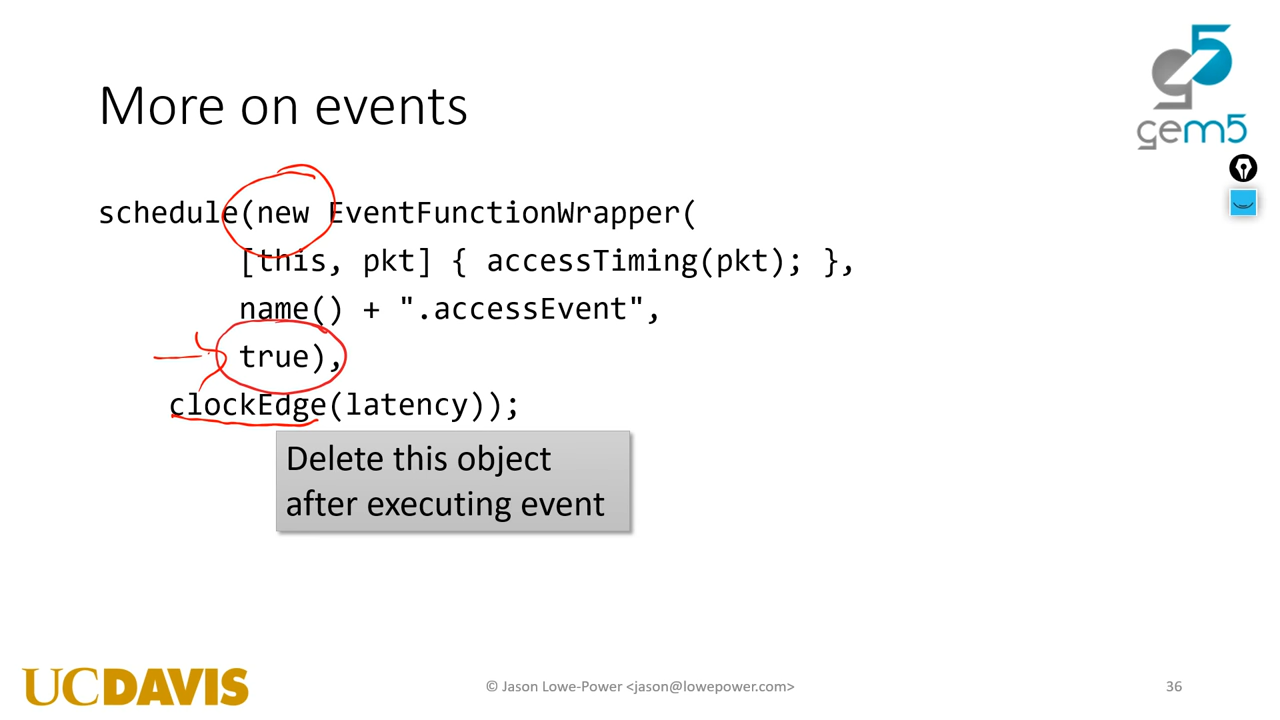 More on events
gem5
schedule(new EventFunctionWrapper(
[this, pkt] { accessTiming(pkt); },
name() + ".accessEvent",
true),
clockEdge(latency));
Delete this object
after executing event
UCDAVIS
© Jason Lowe-Power <jason@lowepower.com>
36